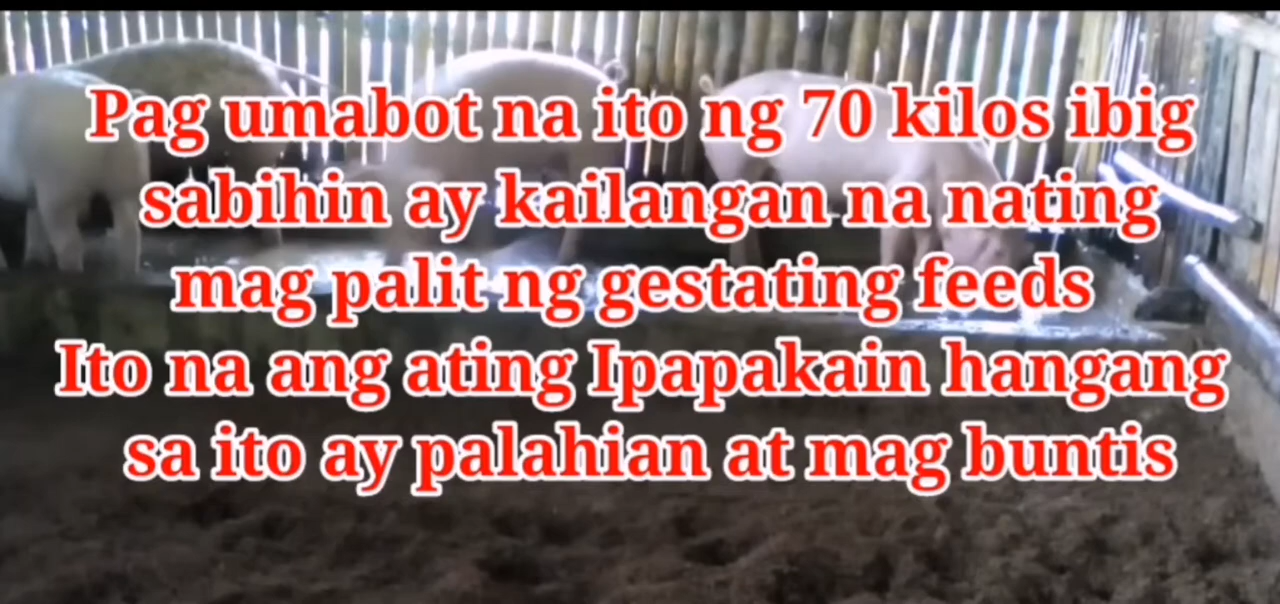 Pag umabot na ito ng 70 kilos ibig
sabihin ay kailangan na nating
mag palit ng gestating feeds
Ito na ang ating Ipapakain hangang
sa ito ay palahian at mag buntis